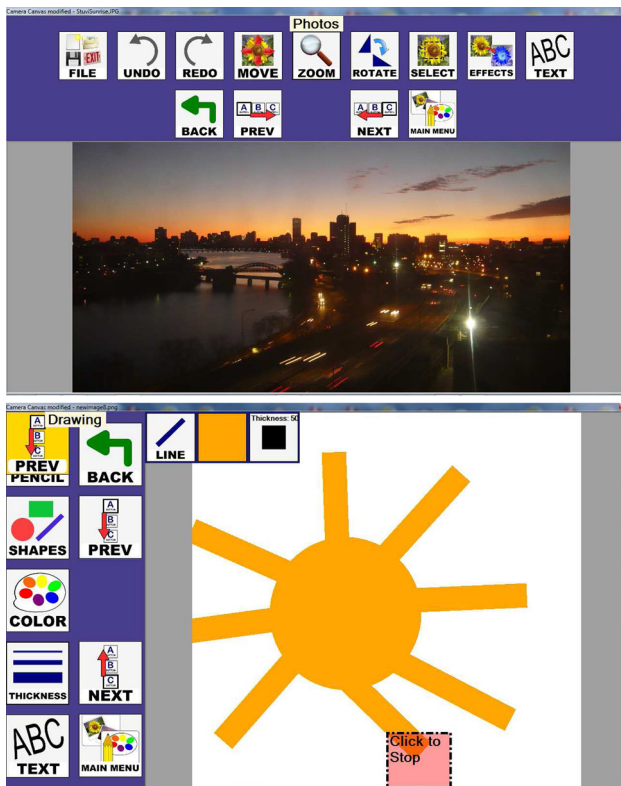 Camera Canvas modified - StuviSunrise.JPG
Photos
EXIT
FILE
UNDO
REDO
MOVE
ZOOM
ROTATE
SELECT
EFFECTS
ABC
TEXT
BACK
A B C
PREV
A B C
NEXT
MAIN MENU
Camera Canvas modified - newimage8.png
Drawing
A
B
C
PREV
PENCIL
BACK
LINE
Thickness: 50
SHAPES
A
B
C
PREV
COLOR
THICKNESS
A
B
C
NEXT
ABC
TEXT
MAIN MENU
Click to
Stop